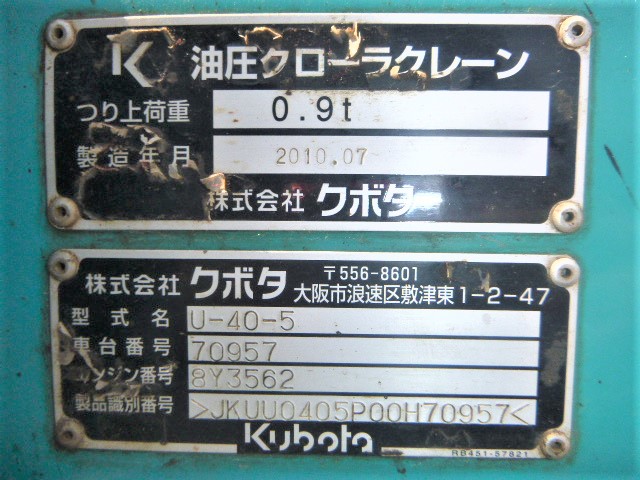 K 油圧クローラクレーン
つり上荷重 0.9t
製造年月 2010.07
株式会社 クボタ
株式会社 クボタ 〒556-8601
大阪市浪速区敷津東1-2-47
型式名 U-40-5
車台番号 70957
エンジン番号 8Y3562
製品識別番号 >JKUU0405P00H70957<
Kubota
RB451-57821